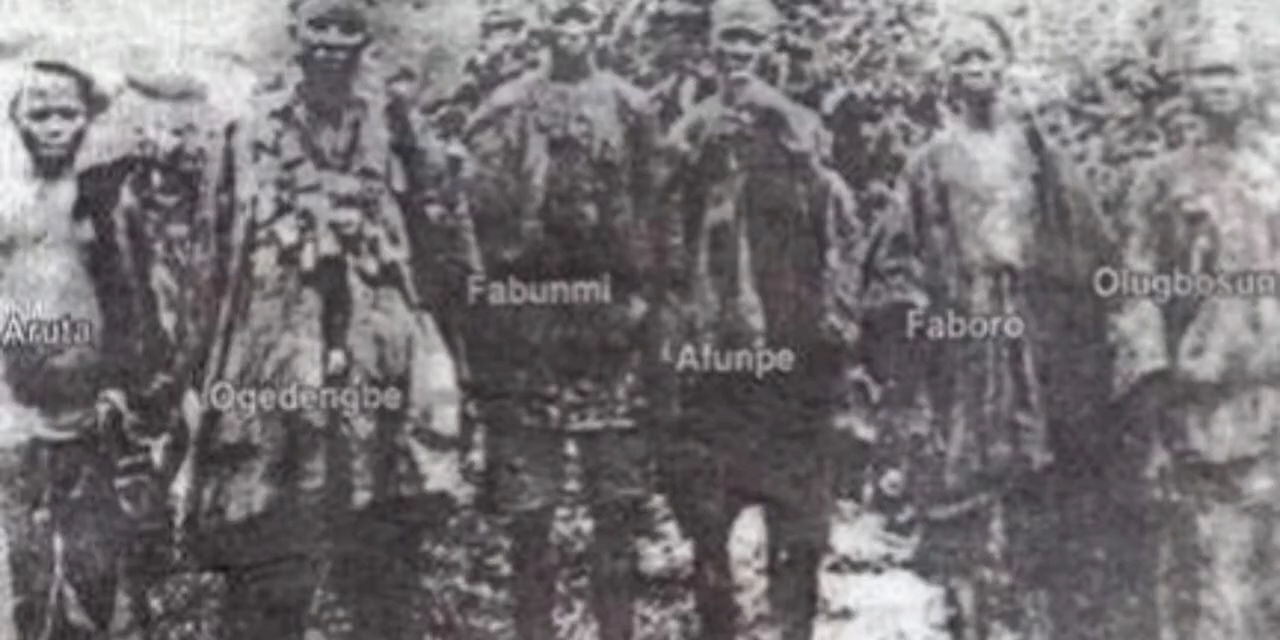 Aruta
Ogedengbe
Fabunmi
Afunpe
Faboro
Olugbosun